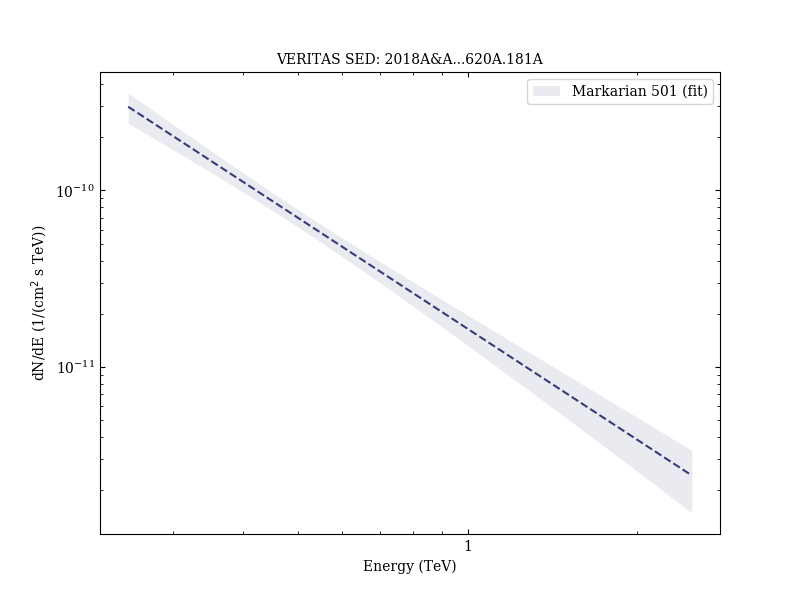 VERITAS SED: 2018A&A...620A.181A
Markarian 501 (fit)
10⁻¹⁰
10⁻¹¹
dN/dE (1/(cm² s TeV))
1
Energy (TeV)